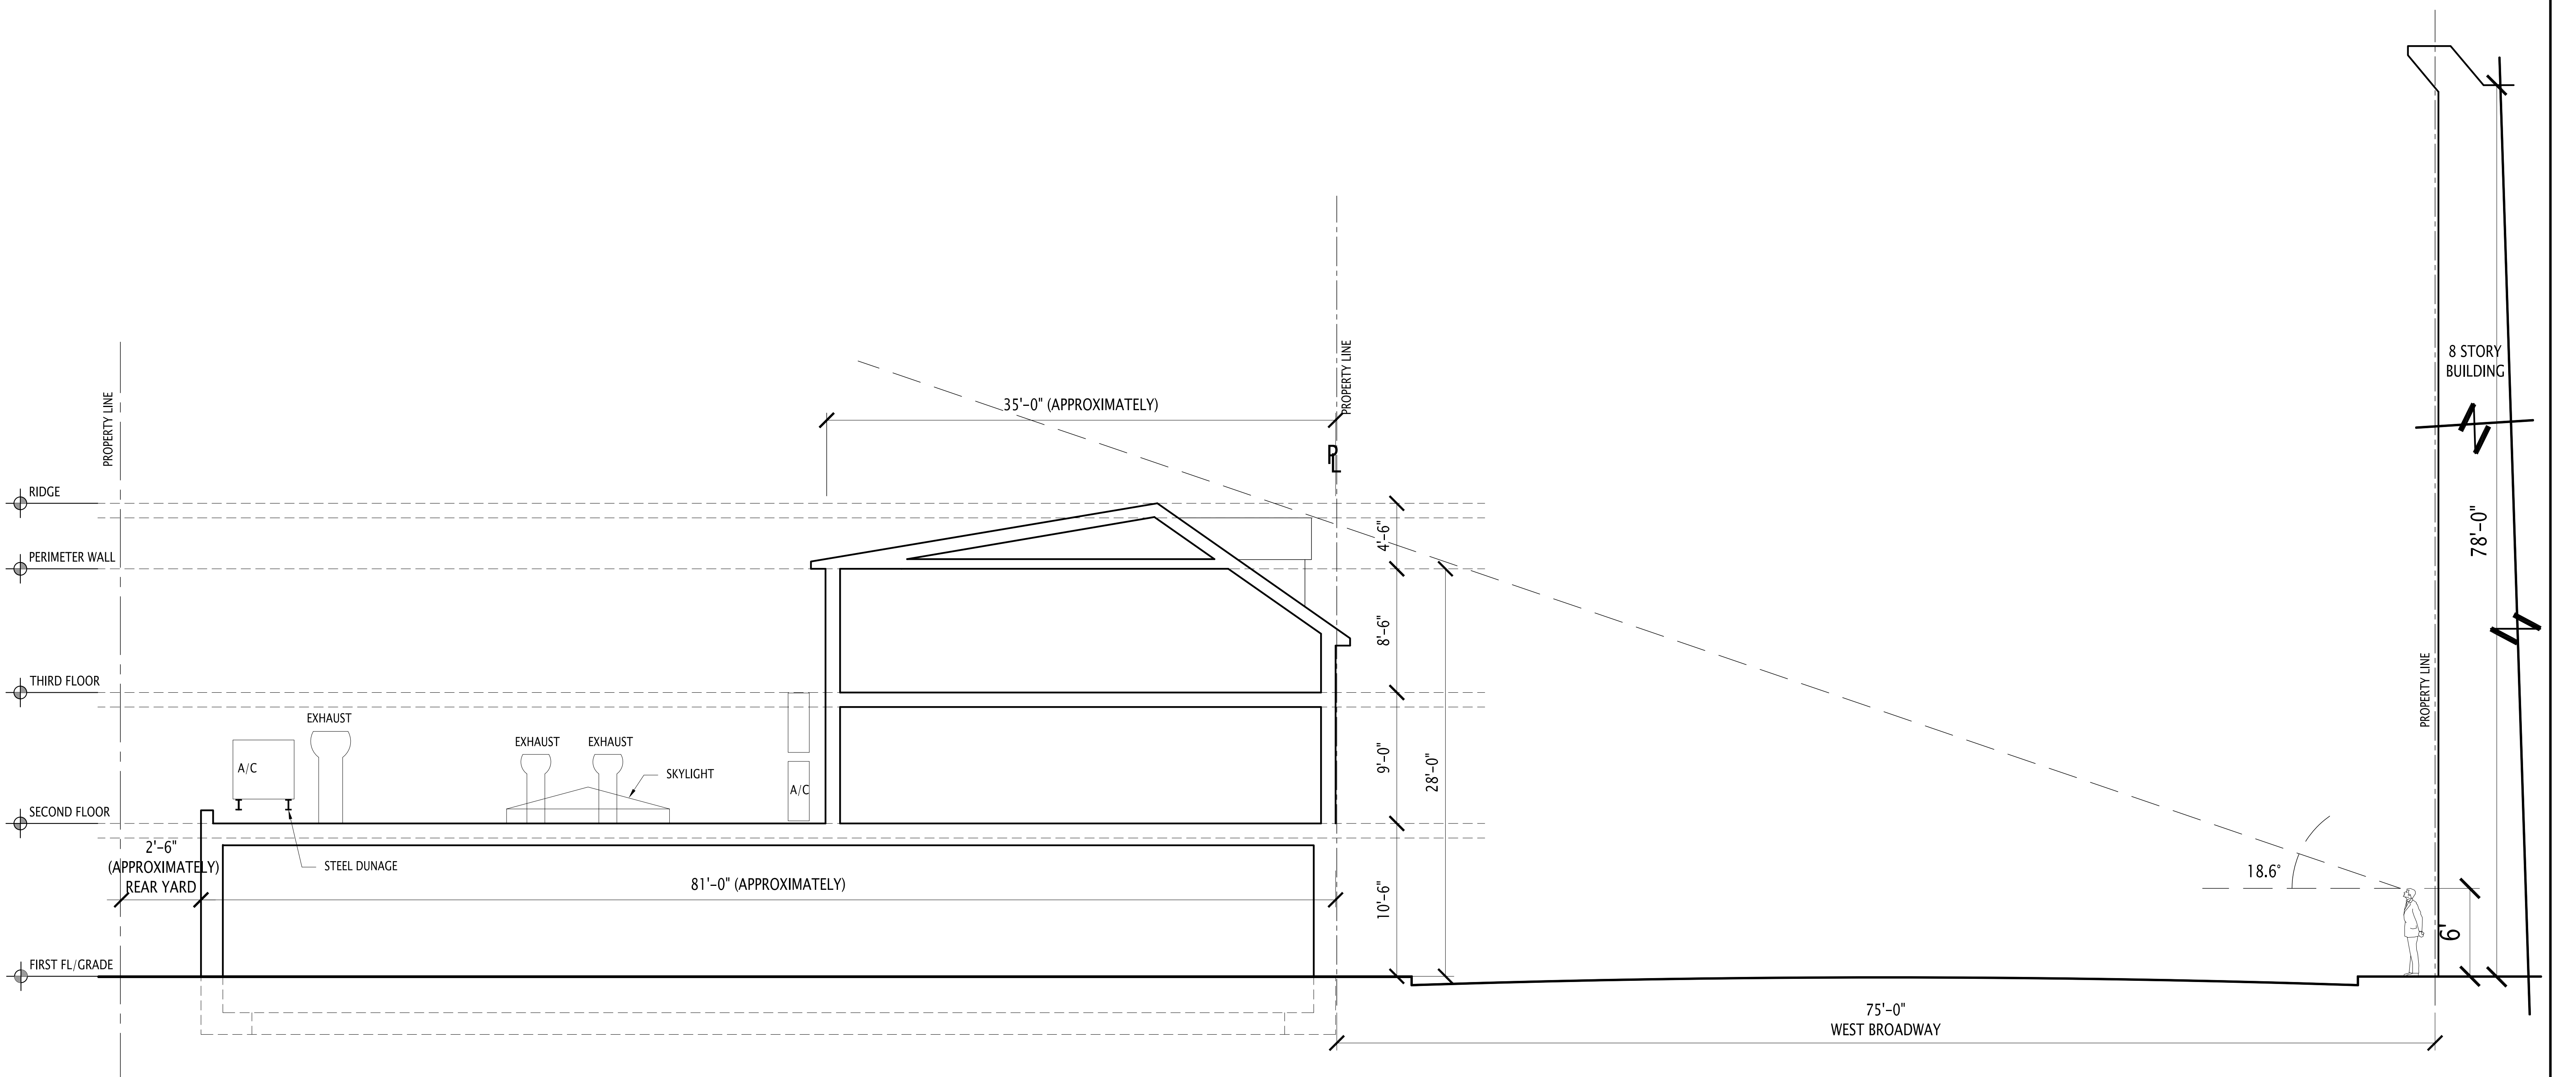 8 STORY
BUILDING
PROPERTY LINE
35'-0" (APPROXIMATELY)
PROPERTY LINE
PL
RIDGE
4'-6"
78'-0"
PERIMETER WALL
8'-6"
THIRD FLOOR
PROPERTY LINE
EXHAUST
EXHAUST
EXHAUST
A/C
SKYLIGHT
9'-0"
28'-0"
A/C
SECOND FLOOR
2'-6"
(APPROXIMATELY)
REAR YARD
STEEL DUNAGE
81'-0" (APPROXIMATELY)
10'-6"
18.6°
6'
FIRST FL/GRADE
75'-0"
WEST BROADWAY